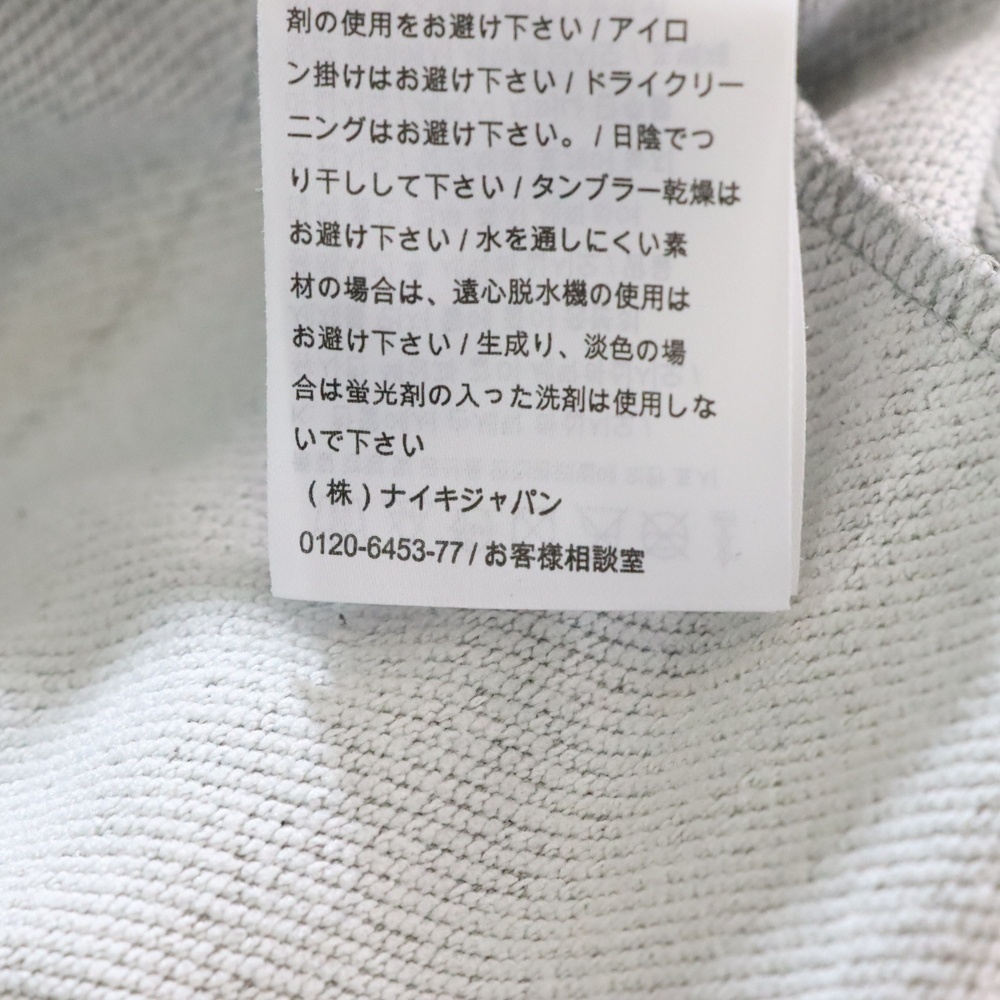 剤の使用をお避け下さい / アイロ
ン掛けはお避け下さい / ドライクリー
ニングはお避け下さい。 / 日陰でつ
り干しして下さい / タンブラー乾燥は
お避け下さい / 水を通しにくい素
材の場合は、遠心脱水機の使用は
お避け下さい / 生成り、淡色の場
合は蛍光剤の入った洗剤は使用しな
いで下さい
(株)ナイキジャパン
0120-6453-77 / お客様相談室